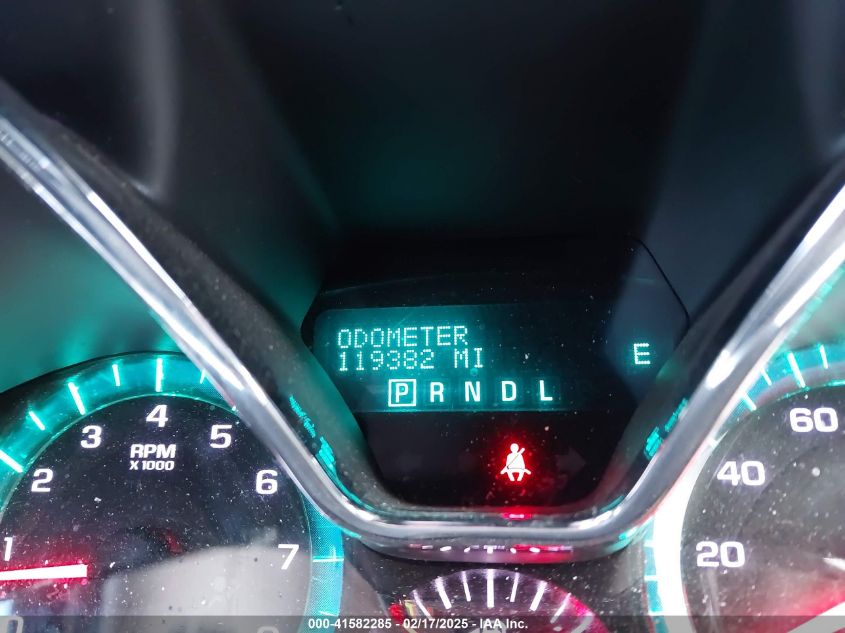 ODOMETER
119382 MI
E
P R N D L
4
3 5
RPM
X1000
2 6
1 7
60
40
20
000-41582285 - 02/17/2025 - IAA Inc.